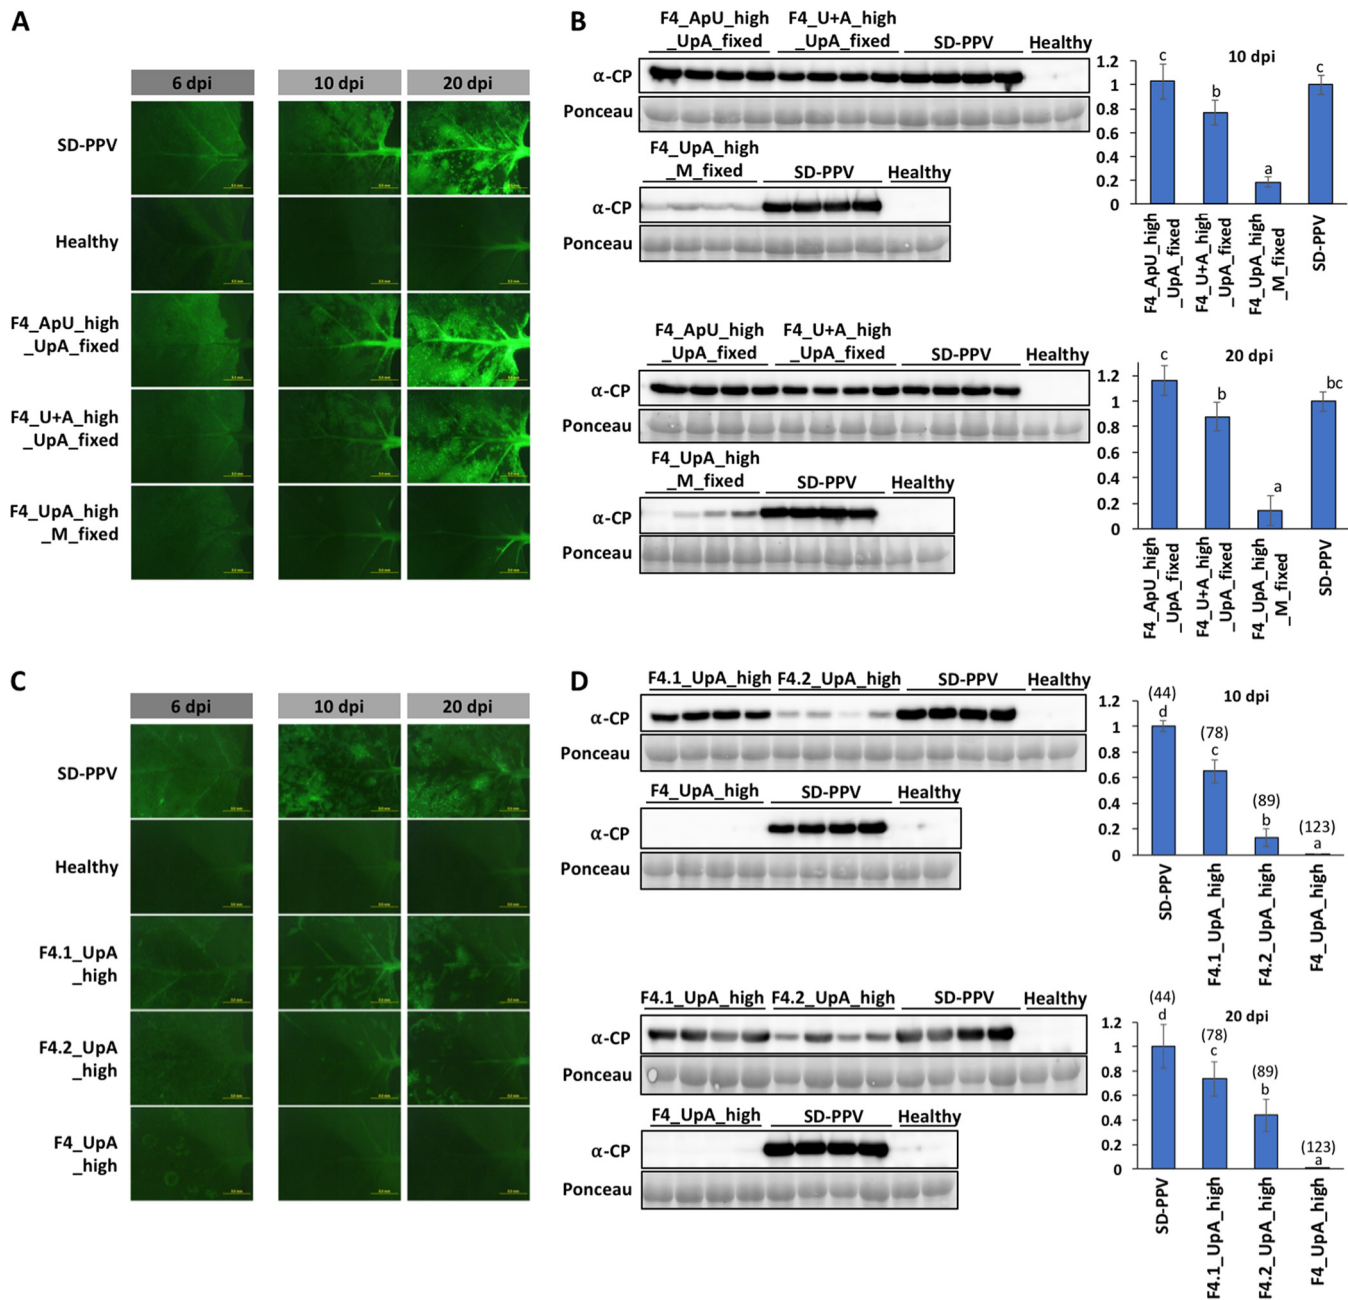 A
6 dpi
10 dpi
20 dpi
SD-PPV
Healthy
F4_ApU_high
_UpA_fixed
F4_U+A_high
_UpA_fixed
F4_UpA_high
_M_fixed
B
F4_ApU_high
_UpA_fixed
F4_U+A_high
_UpA_fixed
SD-PPV
Healthy
α-CP
Ponceau
F4_UpA_high
_M_fixed
SD-PPV
Healthy
α-CP
Ponceau
10 dpi
1.2
1
0.8
0.6
0.4
0.2
0
c
b
a
c
F4_ApU_high
_UpA_fixed
F4_U+A_high
_UpA_fixed
F4_UpA_high
_M_fixed
SD-PPV
F4_ApU_high
_UpA_fixed
F4_U+A_high
_UpA_fixed
SD-PPV
Healthy
α-CP
Ponceau
F4_UpA_high
_M_fixed
SD-PPV
Healthy
α-CP
Ponceau
20 dpi
1.2
1
0.8
0.6
0.4
0.2
0
c
b
a
bc
F4_ApU_high
_UpA_fixed
F4_U+A_high
_UpA_fixed
F4_UpA_high
_M_fixed
SD-PPV
C
6 dpi
10 dpi
20 dpi
SD-PPV
Healthy
F4.1_UpA
_high
F4.2_UpA
_high
F4_UpA
_high
D
F4.1_UpA_high
F4.2_UpA_high
SD-PPV
Healthy
α-CP
Ponceau
F4_UpA_high
SD-PPV
Healthy
α-CP
Ponceau
10 dpi
1.2
1
0.8
0.6
0.4
0.2
0
(44)
d
(78)
c
(89)
b
(123)
a
SD-PPV
F4.1_UpA_high
F4.2_UpA_high
F4_UpA_high
F4.1_UpA_high
F4.2_UpA_high
SD-PPV
Healthy
α-CP
Ponceau
F4_UpA_high
SD-PPV
Healthy
α-CP
Ponceau
20 dpi
1.2
1
0.8
0.6
0.4
0.2
0
(44)
d
(78)
c
(89)
b
(123)
a
SD-PPV
F4.1_UpA_high
F4.2_UpA_high
F4_UpA_high